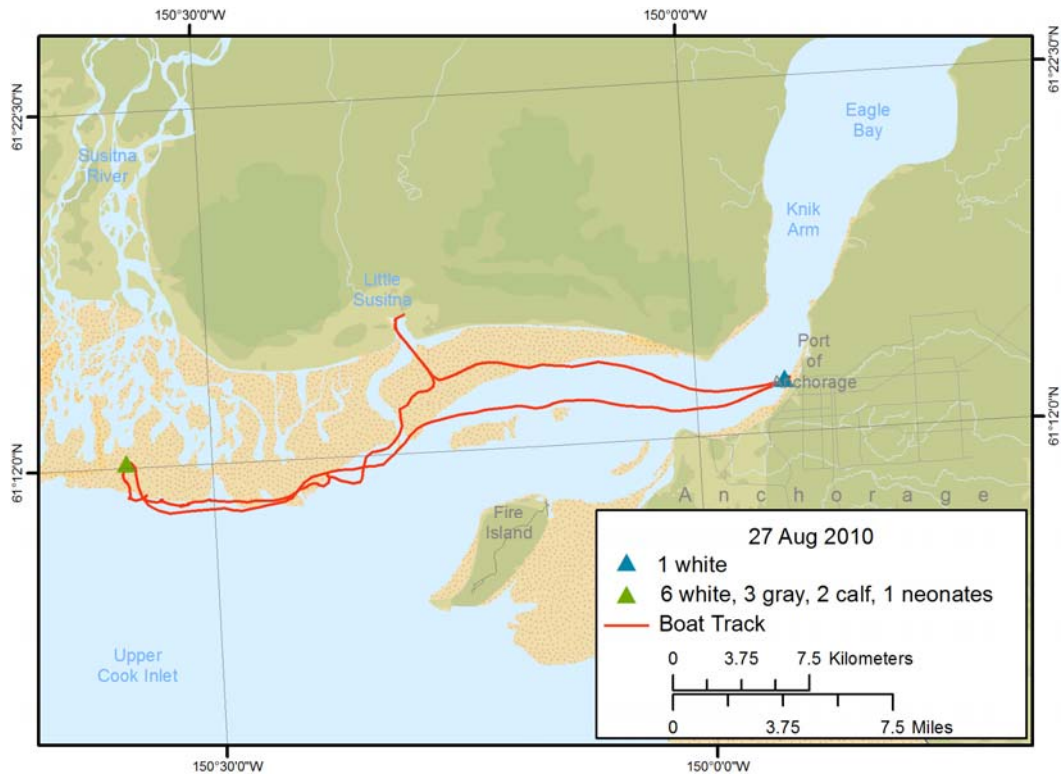 150°30'0"W
150°0'0"W
61°22'30"N
61°22'30"N
Eagle
Bay
Susitna
River
Knik
Arm
Little
Susitna
Port
of
Anchorage
61°12'0"N
61°12'0"N
Anchorage
Fire
Island
27 Aug 2010
1 white
6 white, 3 gray, 2 calf, 1 neonates
Boat Track
0 3.75 7.5 Kilometers
0 3.75 7.5 Miles
Upper
Cook Inlet
150°30'0"W
150°0'0"W